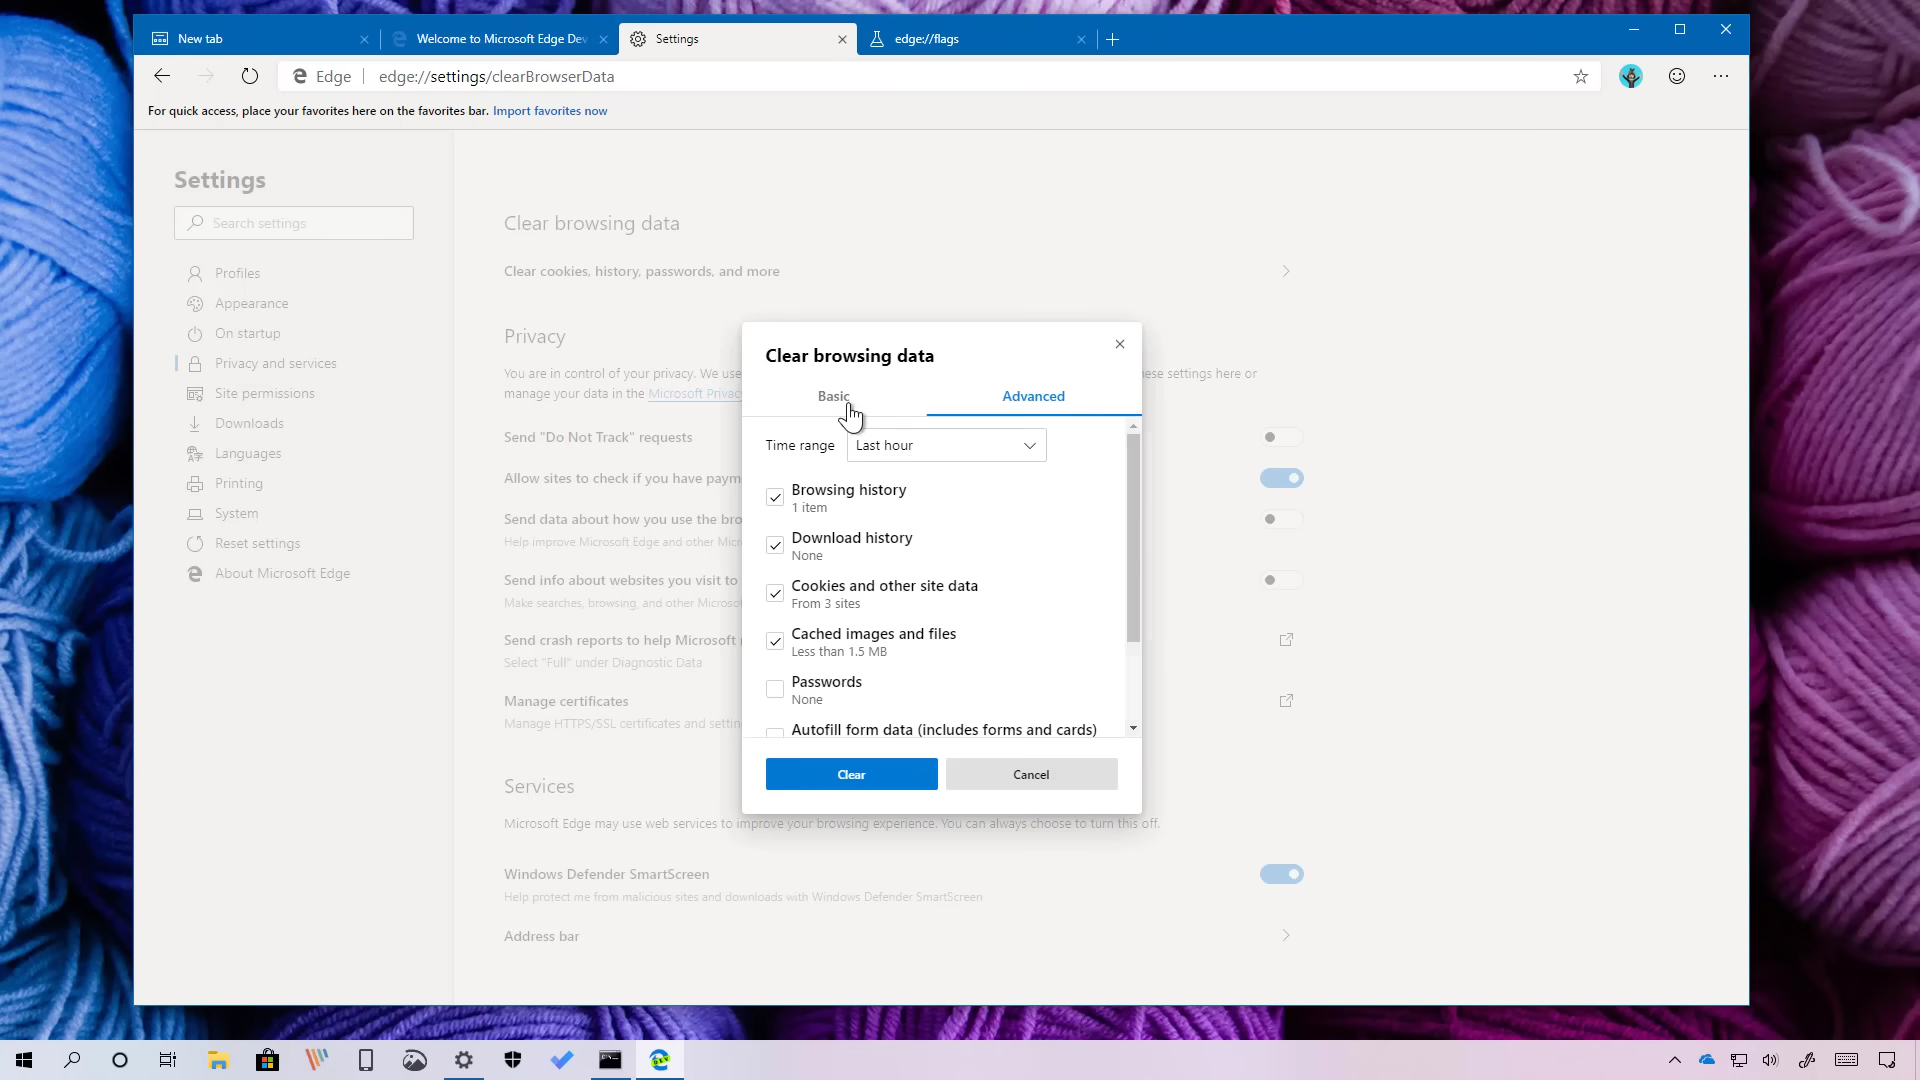 New tab
Welcome to Microsoft Edge Dev
Settings
edge://flags
Edge
edge://settings/clearBrowserData
For quick access, place your favorites here on the favorites bar. Import favorites now
Settings
Search settings
Profiles
Appearance
On startup
Privacy and services
Site permissions
Downloads
Languages
Printing
System
Reset settings
About Microsoft Edge
Clear browsing data
Clear cookies, history, passwords, and more
Privacy
You are in control of your privacy. We use
ese settings here or
manage your data in the Microsoft Privac
Send "Do Not Track" requests
Allow sites to check if you have paym
Send data about how you use the bro
Help improve Microsoft Edge and other Micr
Send info about websites you visit to
Make searches, browsing, and other Microso
Send crash reports to help Microsoft
Select "Full" under Diagnostic Data
Manage certificates
Manage HTTPS/SSL certificates and settin
Services
Microsoft Edge may use web services to improve your browsing experience. You can always choose to turn this off.
Windows Defender SmartScreen
Help protect me from malicious sites and downloads with Windows Defender SmartScreen
Address bar
Clear browsing data
Basic
Advanced
Time range
Last hour
Browsing history
1 item
Download history
None
Cookies and other site data
From 3 sites
Cached images and files
Less than 1.5 MB
Passwords
None
Autofill form data (includes forms and cards)
Clear
Cancel
DEV